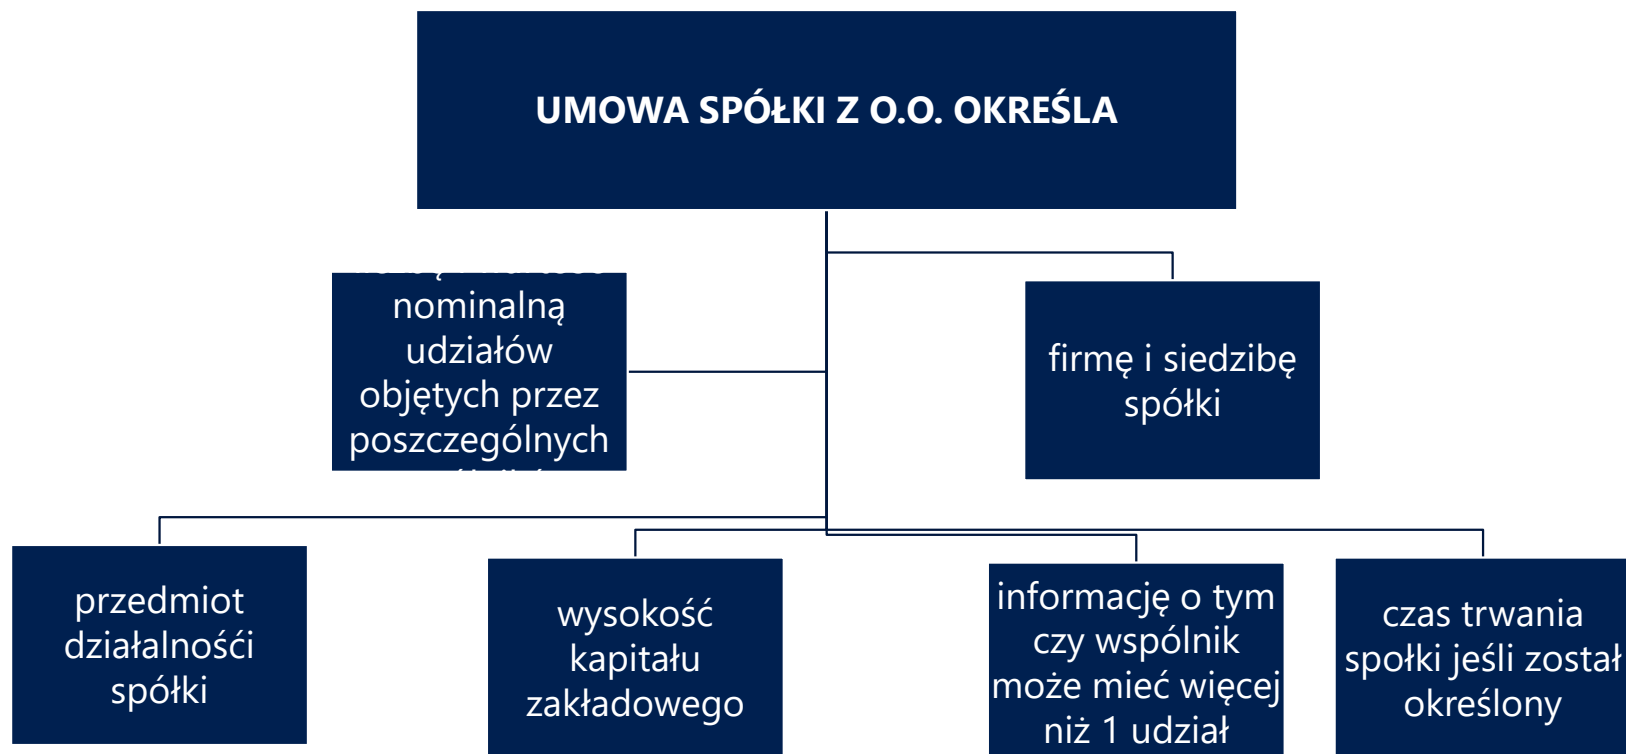 UMOWA SPÓŁKI Z O.O. OKREŚLA
nominalną
udziałów
objętych przez
poszczególnych
firmę i siedzibę
spółki
przedmiot
działalnośći
spółki
wysokość
kapitału
zakładowego
informację o tym
czy wspólnik
może mieć więcej
niż 1 udział
czas trwania
społki jeśli został
określony